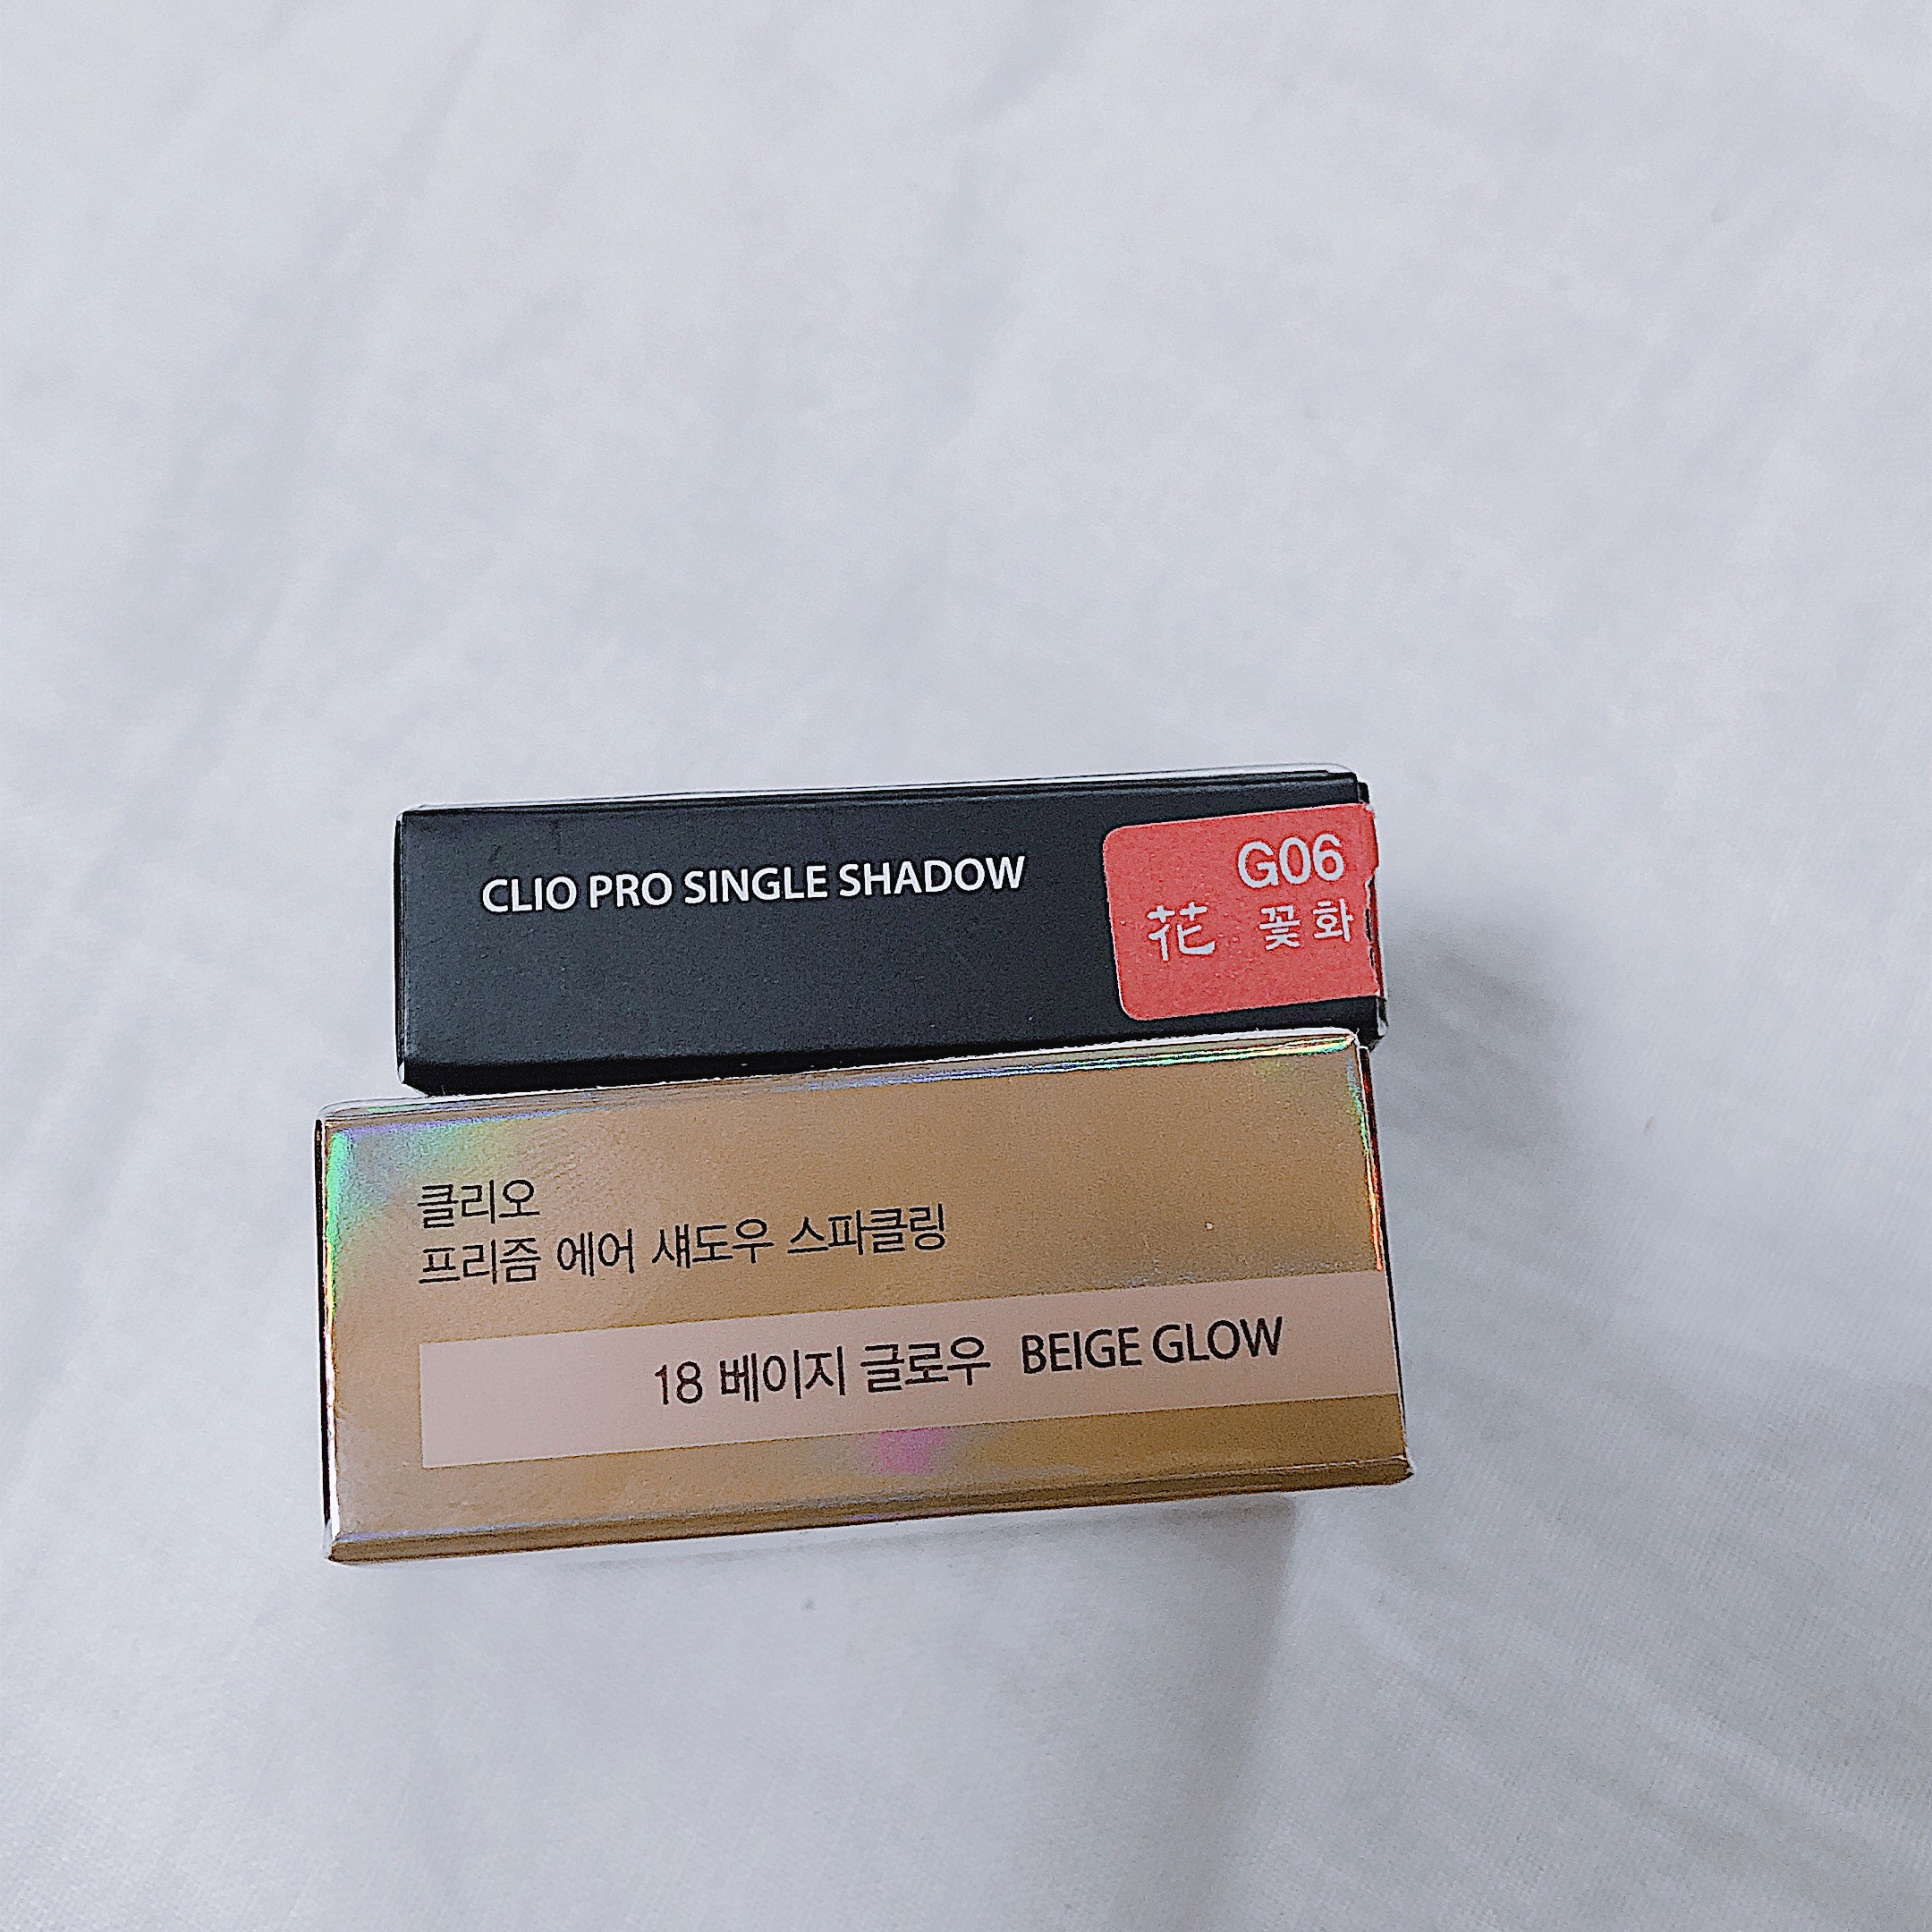 CLIO PRO SINGLE SHADOW
G06
花 꽃화
클리오
프리즘 에어 섀도우 스파클링
18 베이지 글로우 BEIGE GLOW